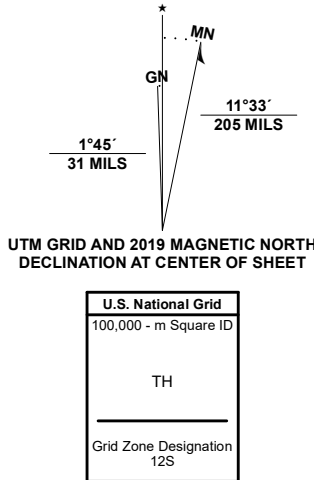 ★
MN
GN
11°33´
205 MILS
1°45´
31 MILS
UTM GRID AND 2019 MAGNETIC NORTH
DECLINATION AT CENTER OF SHEET
U.S. National Grid
100,000 - m Square ID
TH
Grid Zone Designation
12S